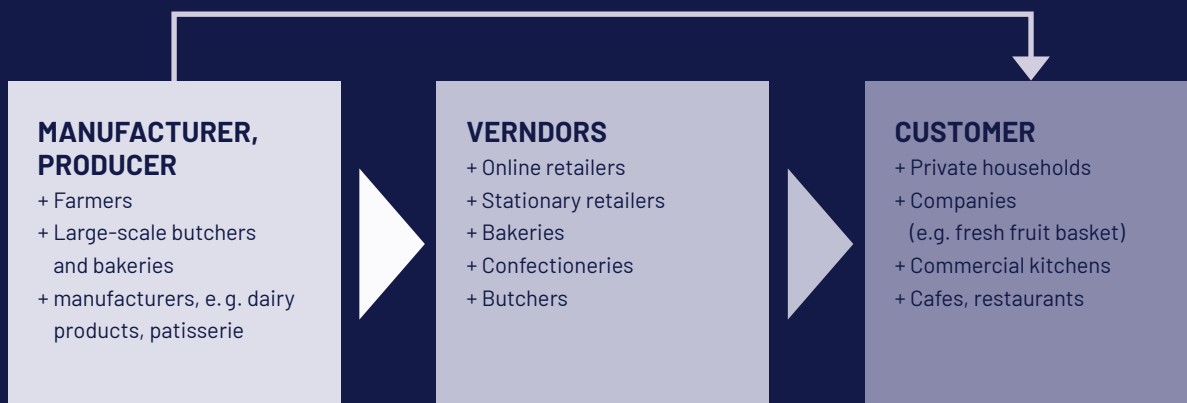 MANUFACTURER,
PRODUCER
+ Farmers
+ Large-scale butchers
and bakeries
+ manufacturers, e. g. dairy
products, patisserie
VERNDORS
+ Online retailers
+ Stationary retailers
+ Bakeries
+ Confectioneries
+ Butchers
CUSTOMER
+ Private households
+ Companies
(e.g. fresh fruit basket)
+ Commercial kitchens
+ Cafes, restaurants